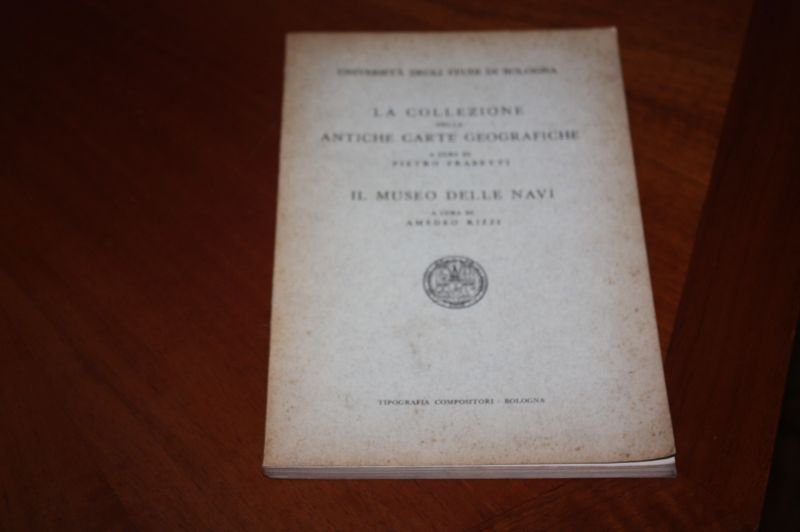 UNIVERSITÀ DEGLI STUDI DI BOLOGNA
LA COLLEZIONE
DELLE
ANTICHE CARTE GEOGRAFICHE
A CURA DI
PIETRO FRABETTI
IL MUSEO DELLE NAVI
A CURA DI
AMEDEO RIZZI
TIPOGRAFIA COMPOSITORI - BOLOGNA